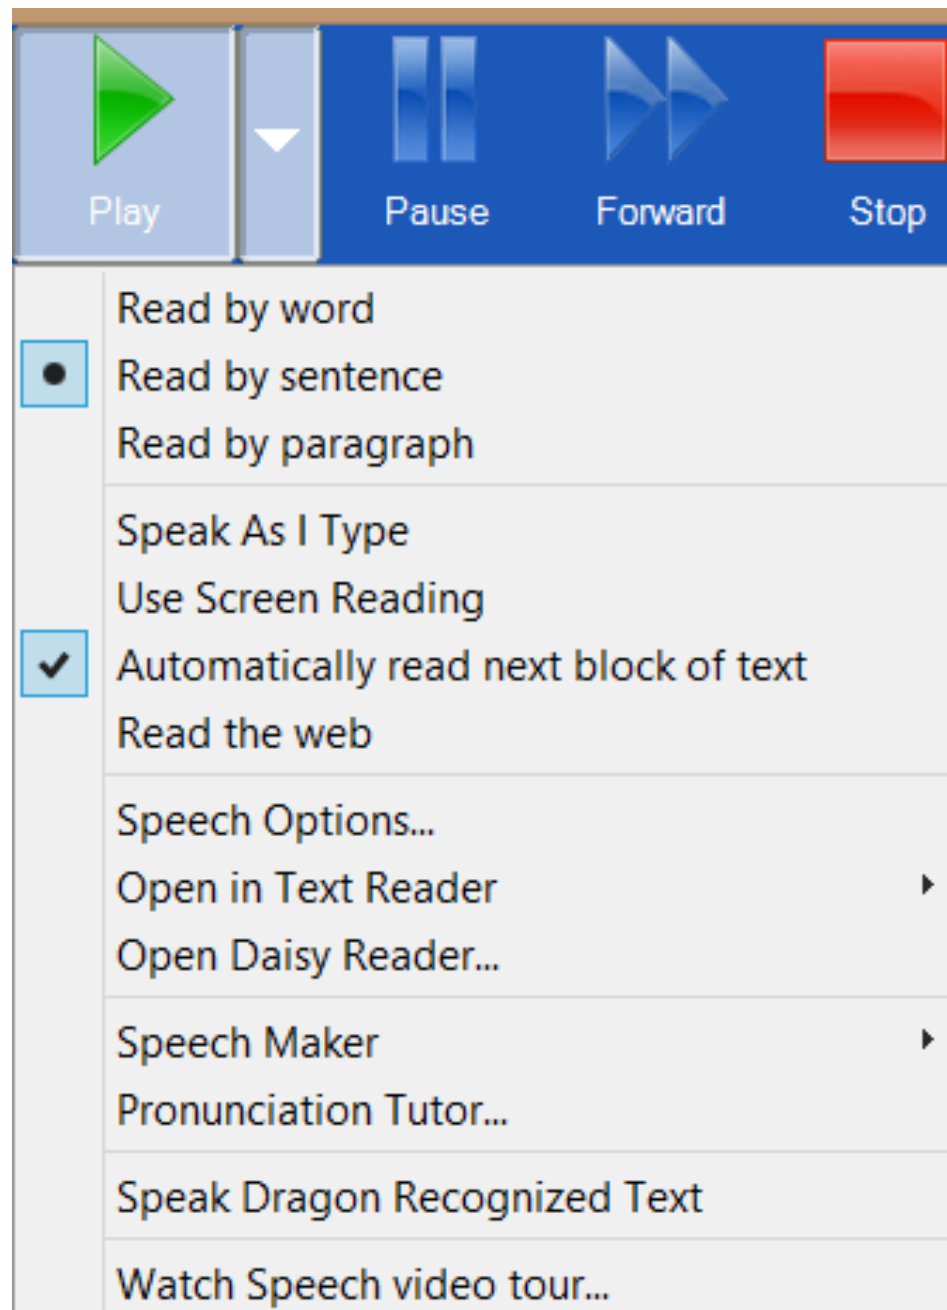 Play Pause Forward Stop
Read by word
Read by sentence
Read by paragraph
Speak As I Type
Use Screen Reading
Automatically read next block of text
Read the web
Speech Options...
Open in Text Reader
Open Daisy Reader...
Speech Maker
Pronunciation Tutor...
Speak Dragon Recognized Text
Watch Speech video tour...